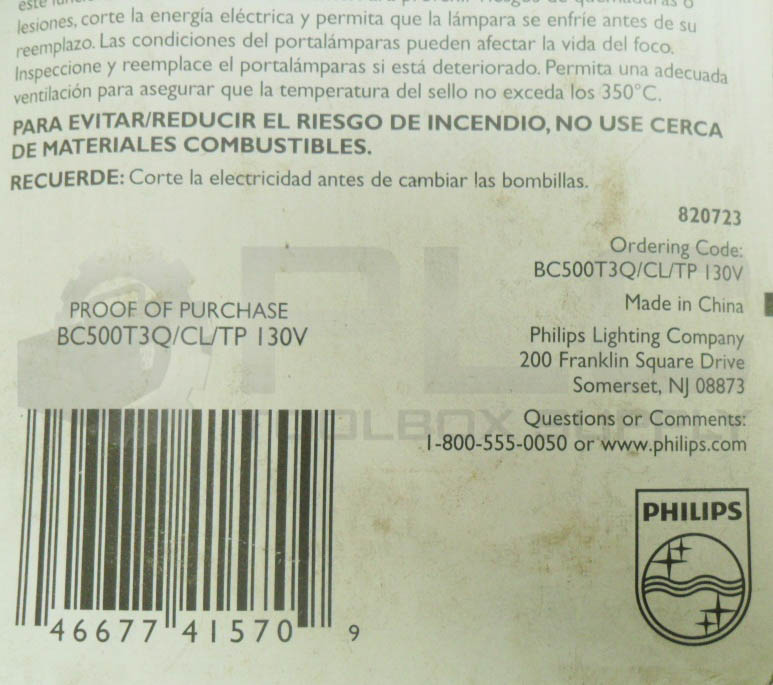 lesiones, corte la energía eléctrica y permita que la lámpara se enfríe antes de su
reemplazo. Las condiciones del portalámparas pueden afectar la vida del foco.
Inspeccione y reemplace el portalámparas si está deteriorado. Permita una adecuada
ventilación para asegurar que la temperatura del sello no exceda los 350°C.
PARA EVITAR/REDUCIR EL RIESGO DE INCENDIO, NO USE CERCA
DE MATERIALES COMBUSTIBLES.
RECUERDE: Corte la electricidad antes de cambiar las bombillas.
820723
Ordering Code:
BC500T3Q/CL/TP 130V
Made in China
Philips Lighting Company
200 Franklin Square Drive
Somerset, NJ 08873
Questions or Comments:
1-800-555-0050 or www.philips.com
PROOF OF PURCHASE
BC500T3Q/CL/TP 130V
46677 41570 9
PHILIPS